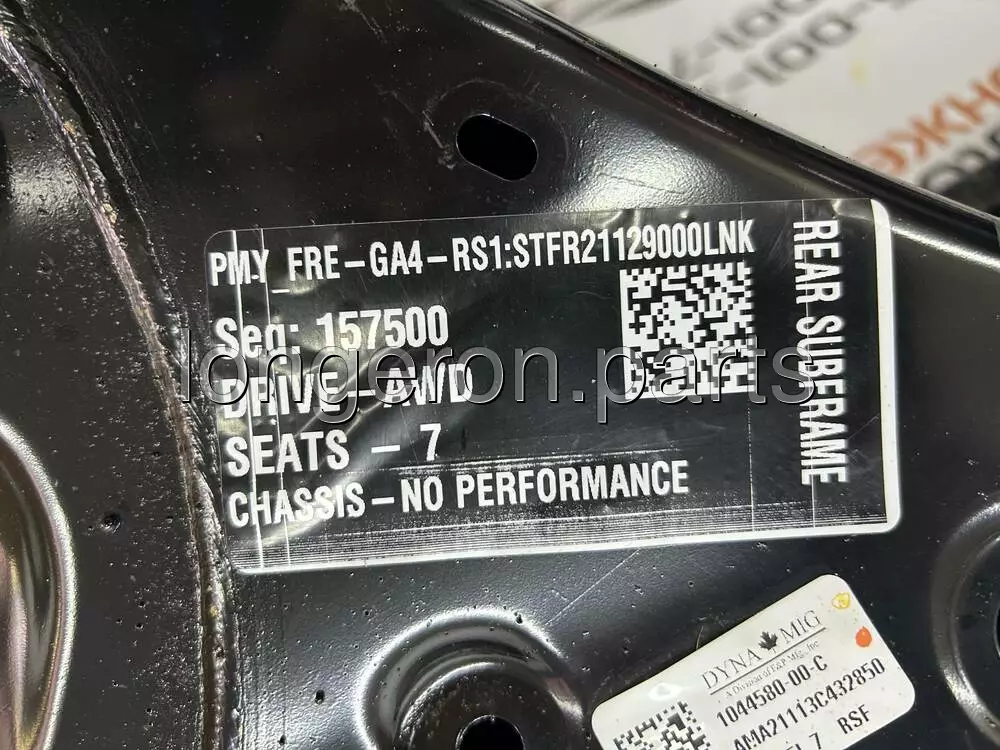 PMY_FRE-GA4-RS1:STFR21129000LNK
Seq: 157500
DRIVE-AWD
SEATS - 7
CHASSIS-NO PERFORMANCE
REAR SUBFRAME
longeron.parts
DYNA MIG
A Division of F&P Mfg., Inc
1044580-00-C
AMA21113C432850
7 RSF